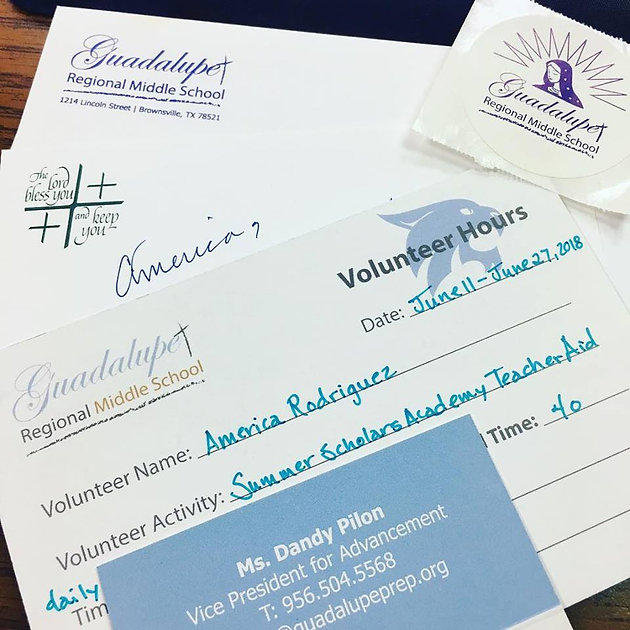 Guadalupe
Regional Middle School
1214 Lincoln Street | Brownsville, TX 78521
Guadalupe
Regional Middle School
The Lord
bless you
and keep
you
America,
Volunteer Hours
Date: June 11 - June 27, 2018
Guadalupe
Regional Middle School
Volunteer Name: America Rodriguez
Volunteer Activity: Summer Scholars Academy Teacher Aid
Time: 40
daily
Tim
Ms. Dandy Pilon
Vice President for Advancement
T: 956.504.5568
@guadalupeprep.org